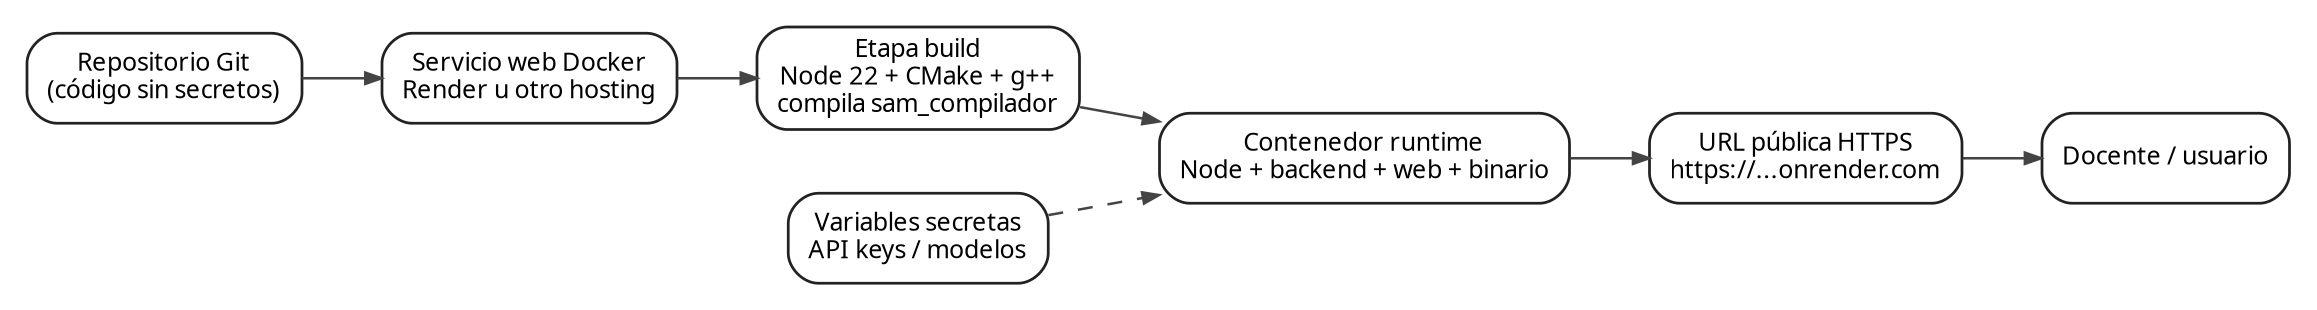 Repositorio Git
(código sin secretos)
Servicio web Docker
Render u otro hosting
Etapa build
Node 22 + CMake + g++
compila sam_compilador
Variables secretas
API keys / modelos
Contenedor runtime
Node + backend + web + binario
URL pública HTTPS
https://...onrender.com
Docente / usuario